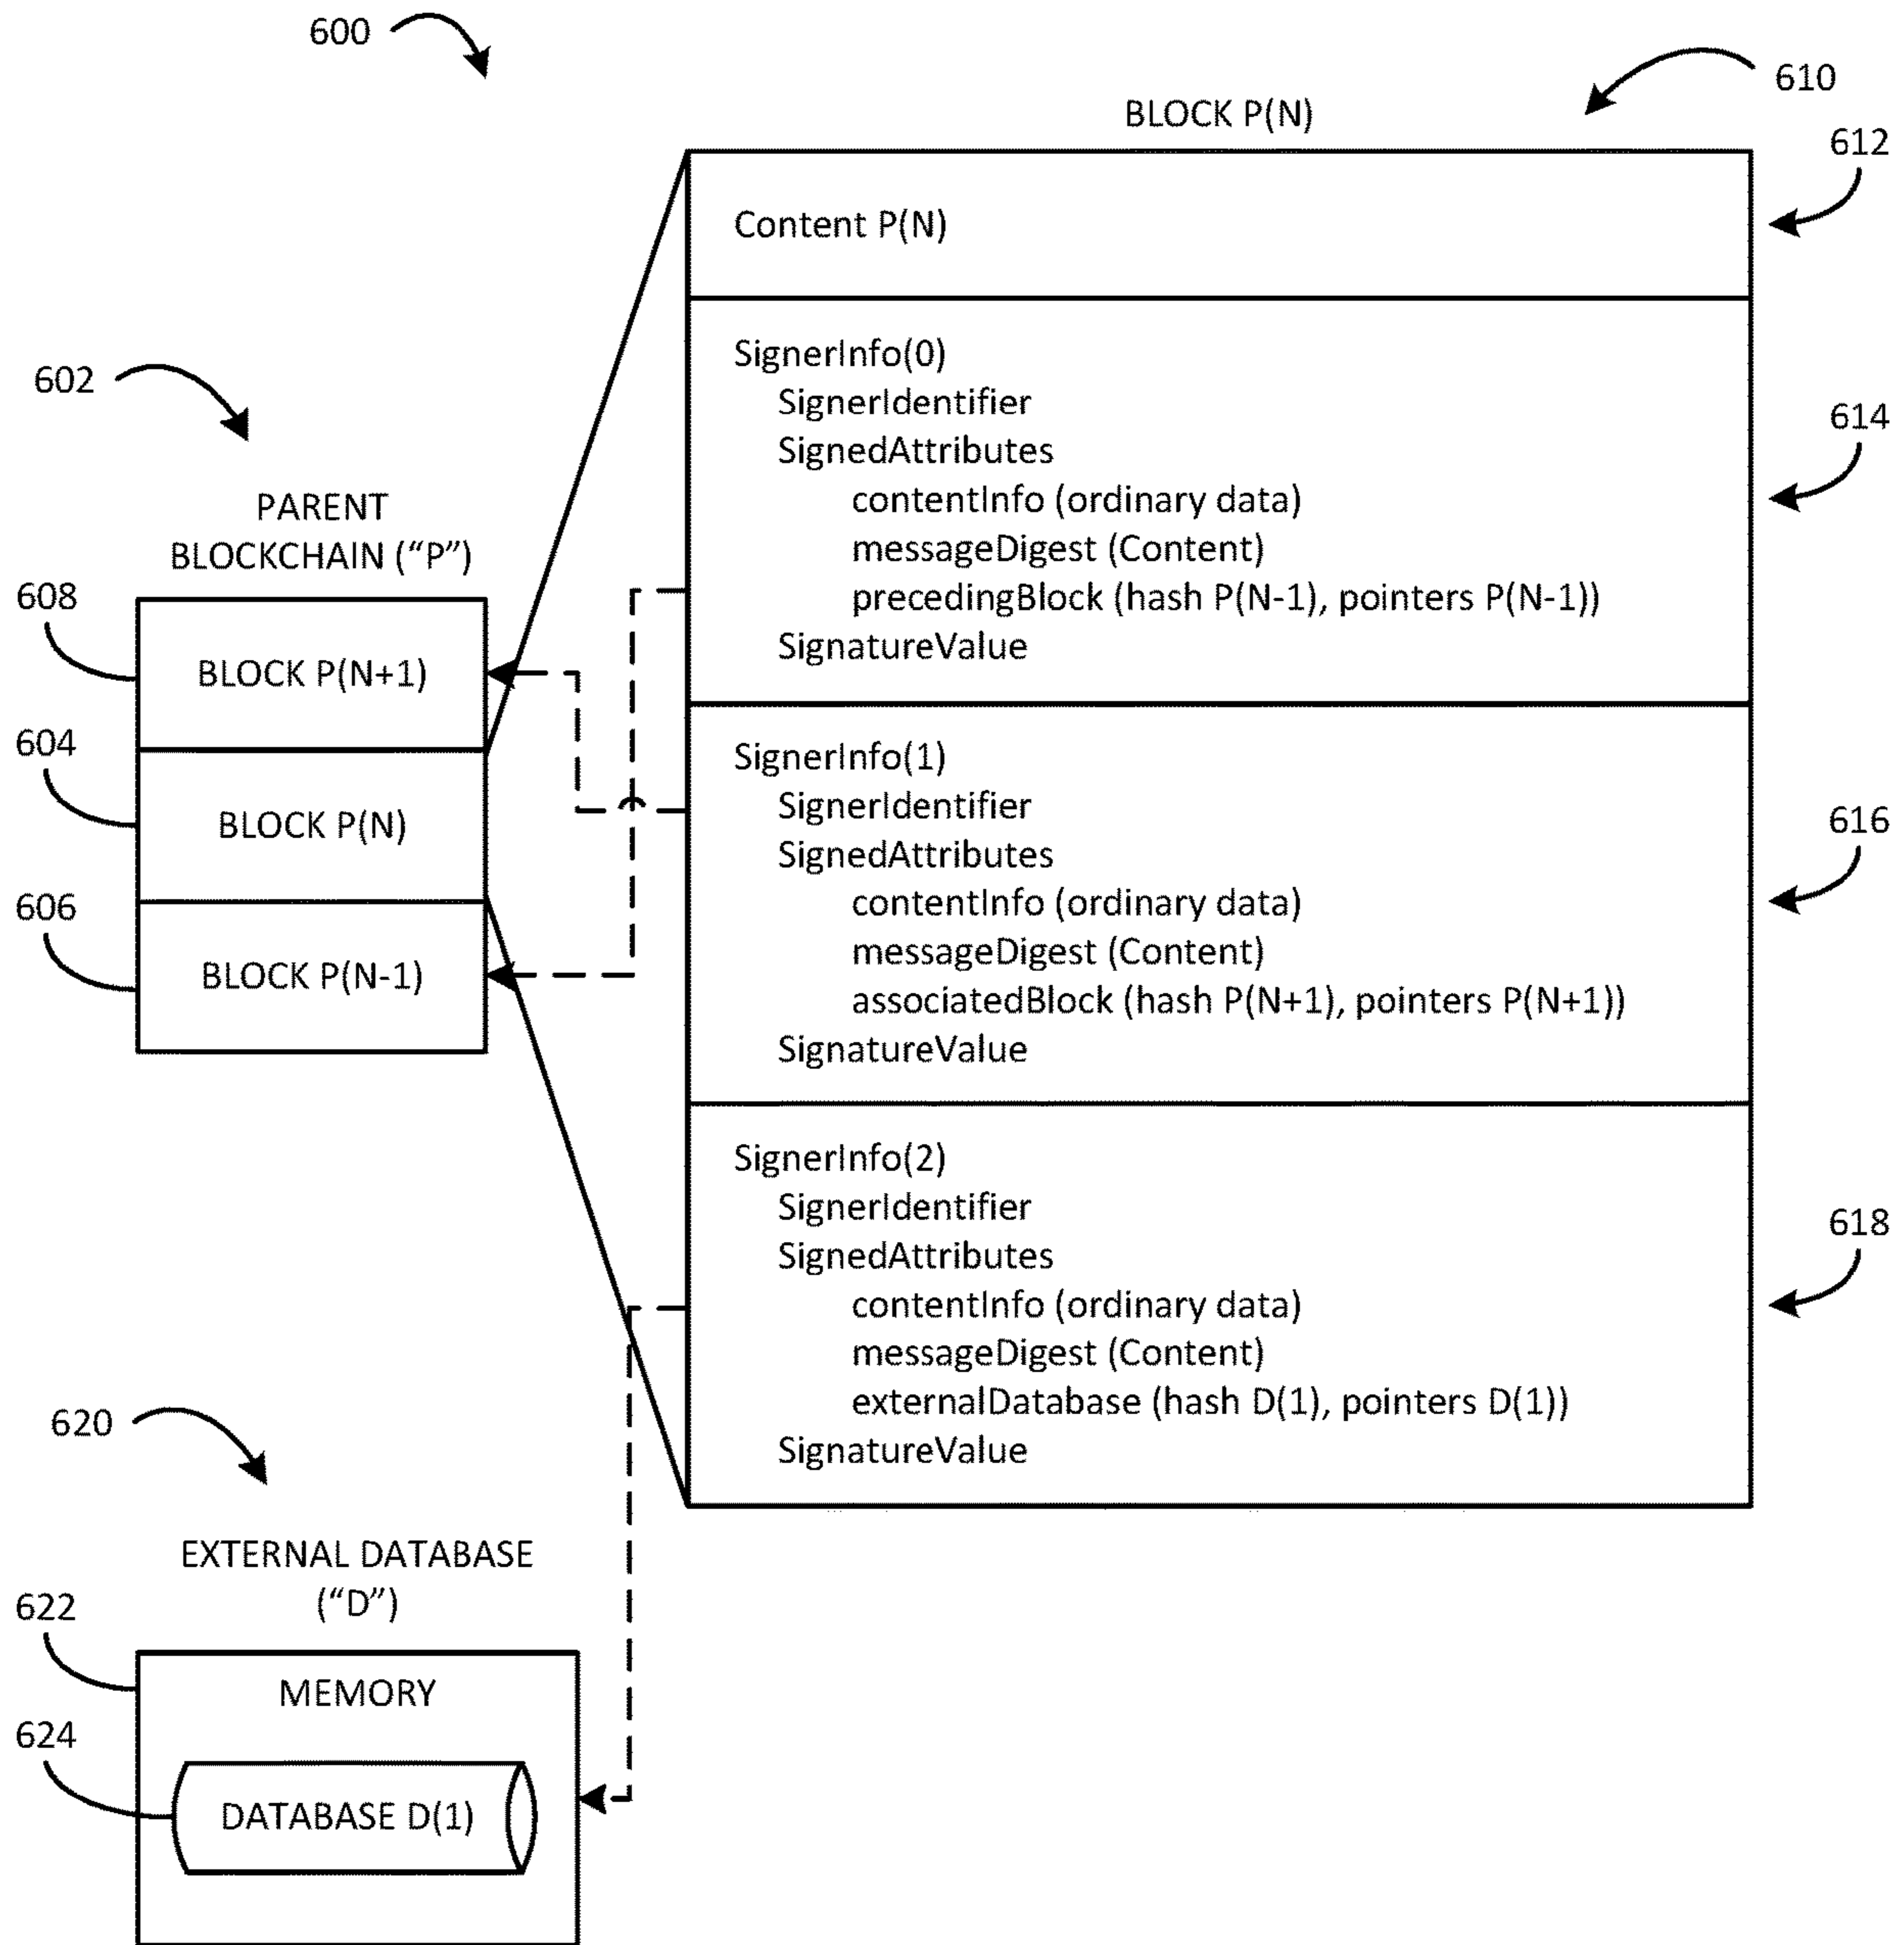 600
610
BLOCK P(N)
612
Content P(N)
SignerInfo(0)
SignerIdentifier
SignedAttributes
contentInfo (ordinary data)
messageDigest (Content)
precedingBlock (hash P(N-1), pointers P(N-1))
SignatureValue
614
SignerInfo(1)
SignerIdentifier
SignedAttributes
contentInfo (ordinary data)
messageDigest (Content)
associatedBlock (hash P(N+1), pointers P(N+1))
SignatureValue
616
SignerInfo(2)
SignerIdentifier
SignedAttributes
contentInfo (ordinary data)
messageDigest (Content)
externalDatabase (hash D(1), pointers D(1))
SignatureValue
618
602
PARENT
BLOCKCHAIN (“P”)
608
BLOCK P(N+1)
604
BLOCK P(N)
606
BLOCK P(N-1)
620
EXTERNAL DATABASE
(“D”)
622
MEMORY
624
DATABASE D(1)